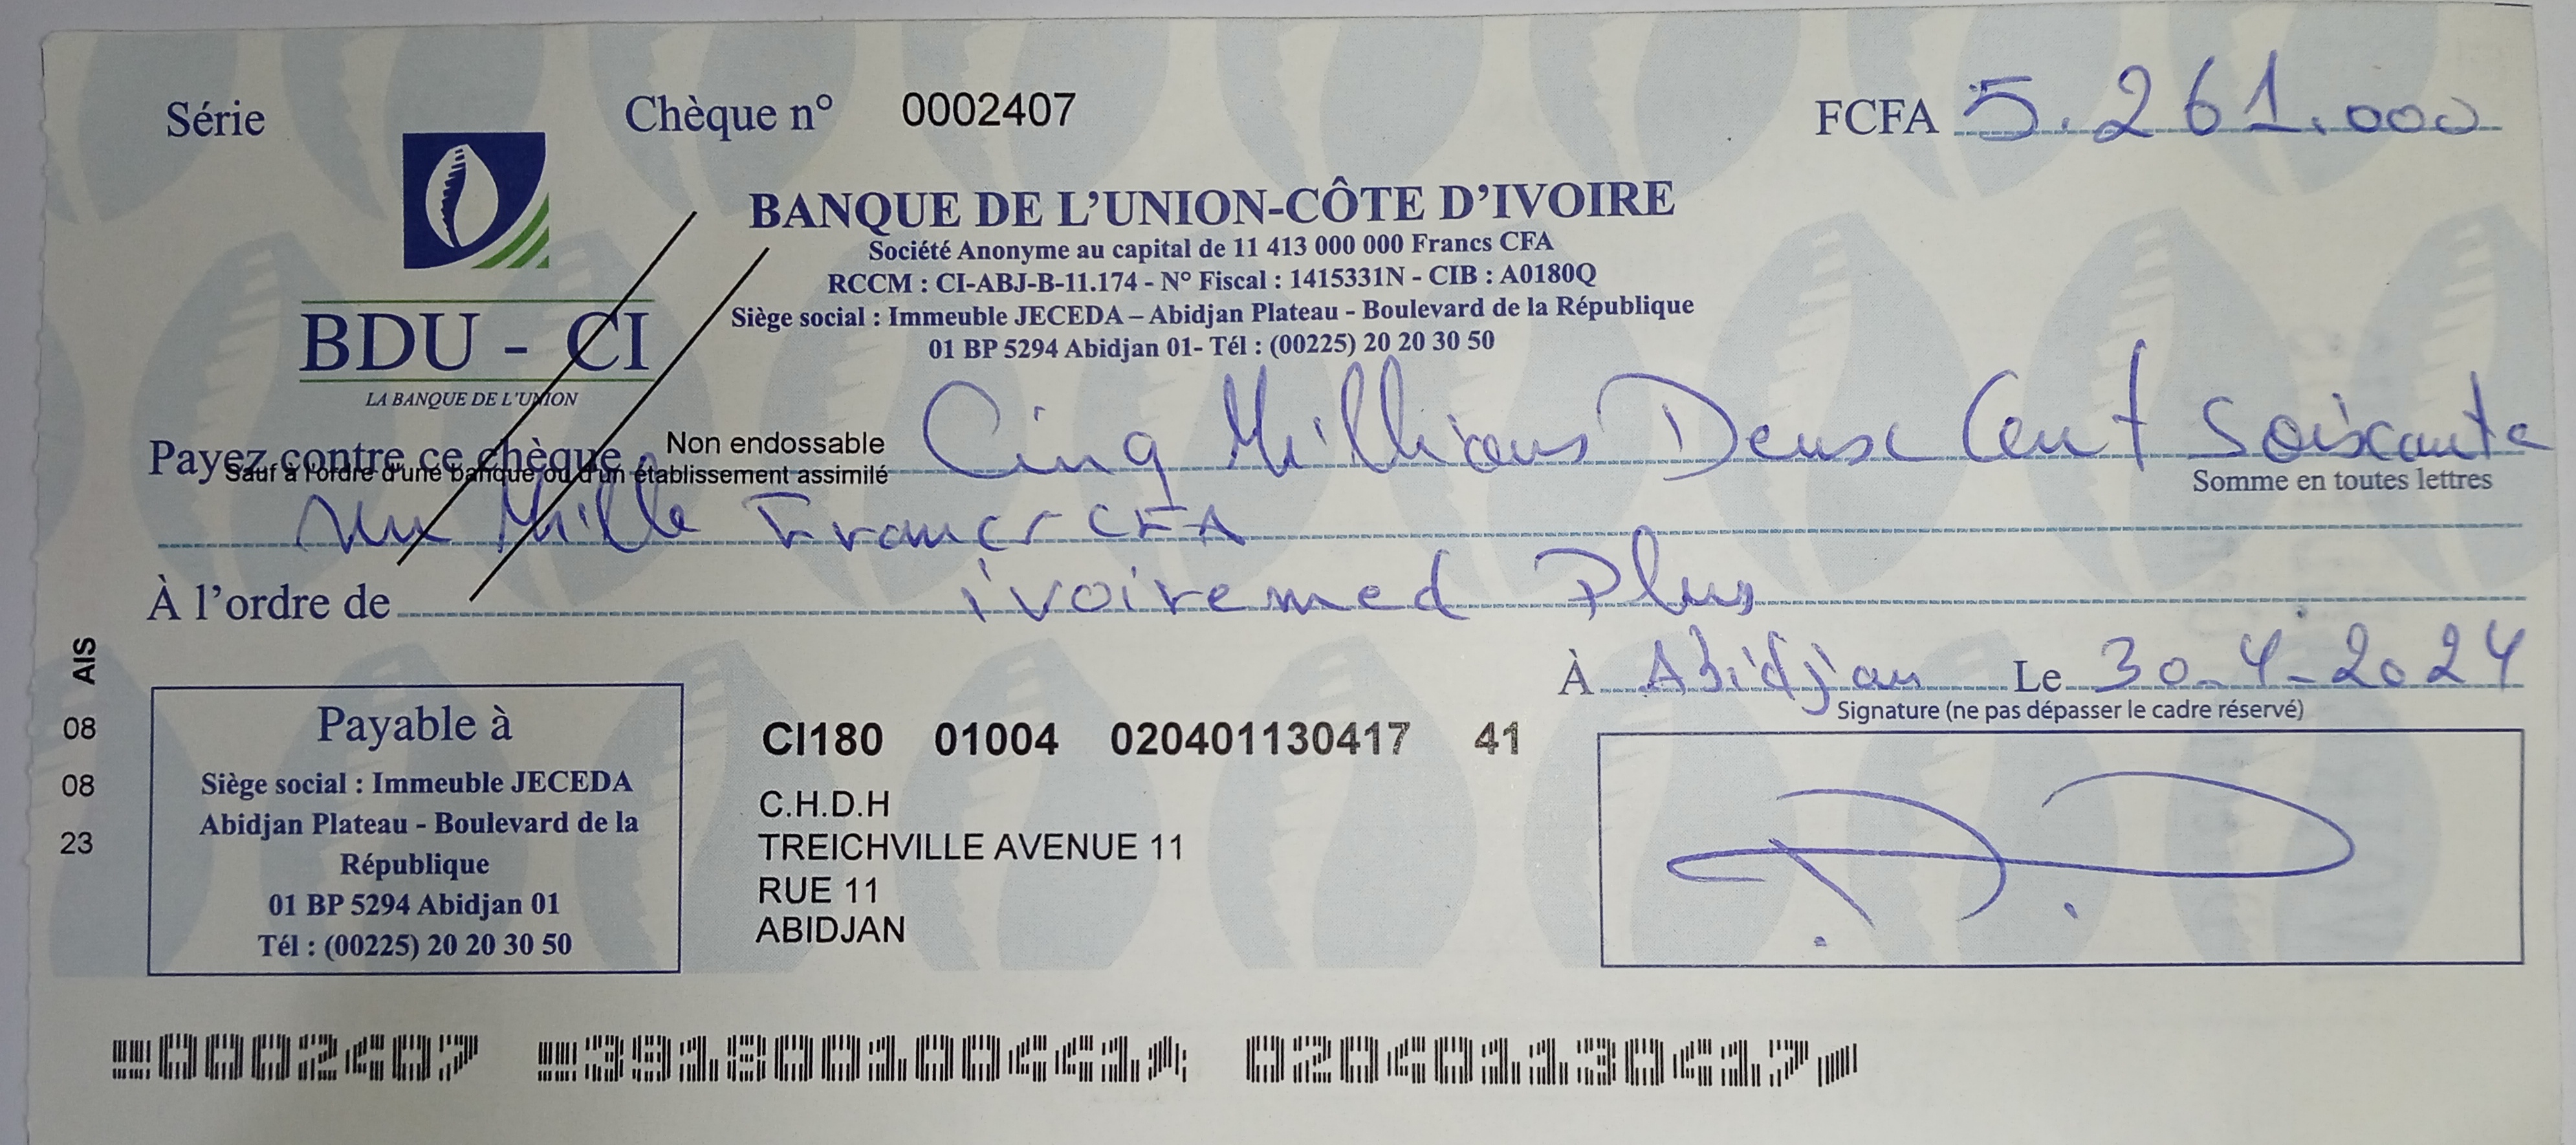 Série
Chèque n° 0002407
FCFA 5.261.000
BANQUE DE L'UNION-CÔTE D'IVOIRE
Société Anonyme au capital de 11 413 000 000 Francs CFA
RCCM : CI-ABJ-B-11.174 - N° Fiscal : 1415331N - CIB : A0180Q
Siège social : Immeuble JECEDA – Abidjan Plateau - Boulevard de la République
01 BP 5294 Abidjan 01- Tél : (00225) 20 20 30 50
BDU - CI
LA BANQUE DE L'UNION
Payez contre ce chèque Cinq Millions Deux Cent Soixante
Non endossable
Sauf à l'ordre d'une banque ou d'un établissement assimilé
Somme en toutes lettres
un Mille Francs CFA
À l'ordre de ivoiremed Plus
À Abidjan Le 30-4-2024
Signature (ne pas dépasser le cadre réservé)
AIS
08
08
23
Payable à
Siège social : Immeuble JECEDA
Abidjan Plateau - Boulevard de la
République
01 BP 5294 Abidjan 01
Tél : (00225) 20 20 30 50
CI180 01004 020401130417 41
C.H.D.H
TREICHVILLE AVENUE 11
RUE 11
ABIDJAN
0002407 391800100441 020401130417